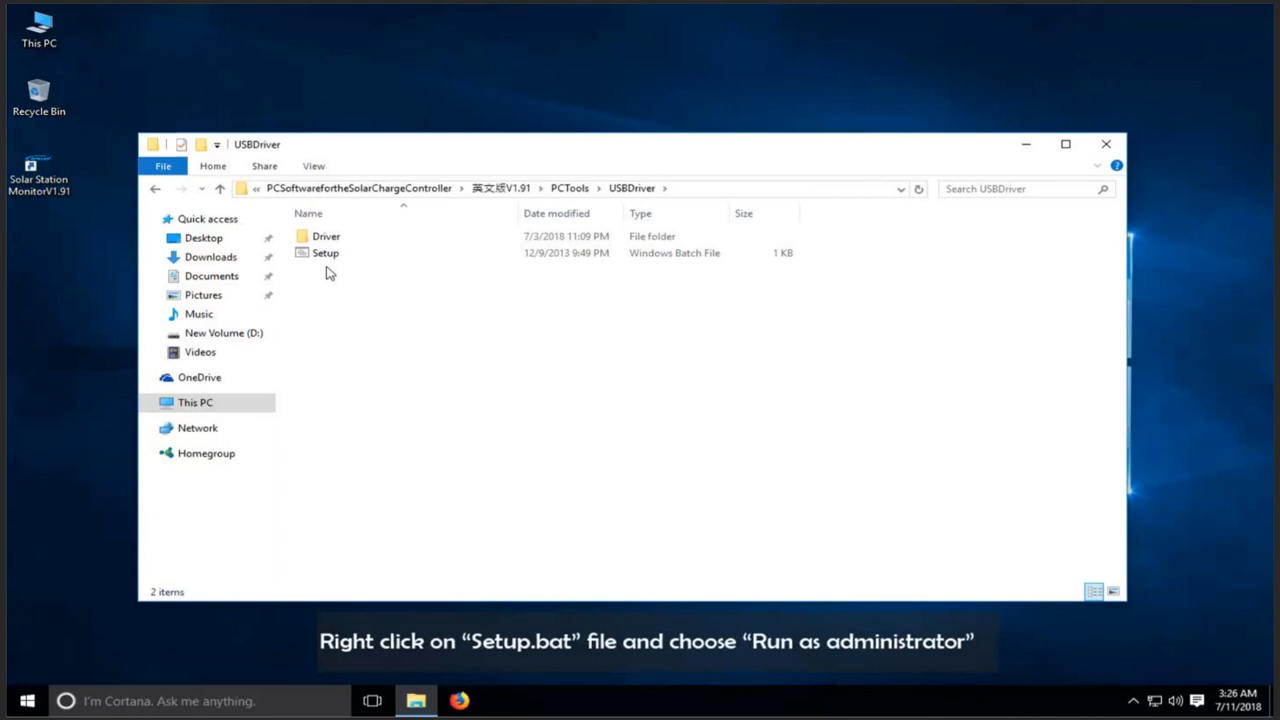 This PC
Recycle Bin
Solar Station
MonitorV1.91
USBDriver
File Home Share View
« PCSoftwarefortheSolarChargeController › 英文版V1.91 › PCTools › USBDriver ›
Search USBDriver
Name Date modified Type Size
Driver 7/3/2018 11:09 PM File folder
Setup 12/9/2013 9:49 PM Windows Batch File 1 KB
Quick access
Desktop
Downloads
Documents
Pictures
Music
New Volume (D:)
Videos
OneDrive
This PC
Network
Homegroup
2 items
Right click on “Setup.bat” file and choose “Run as administrator”
I'm Cortana. Ask me anything.
3:26 AM
7/11/2018